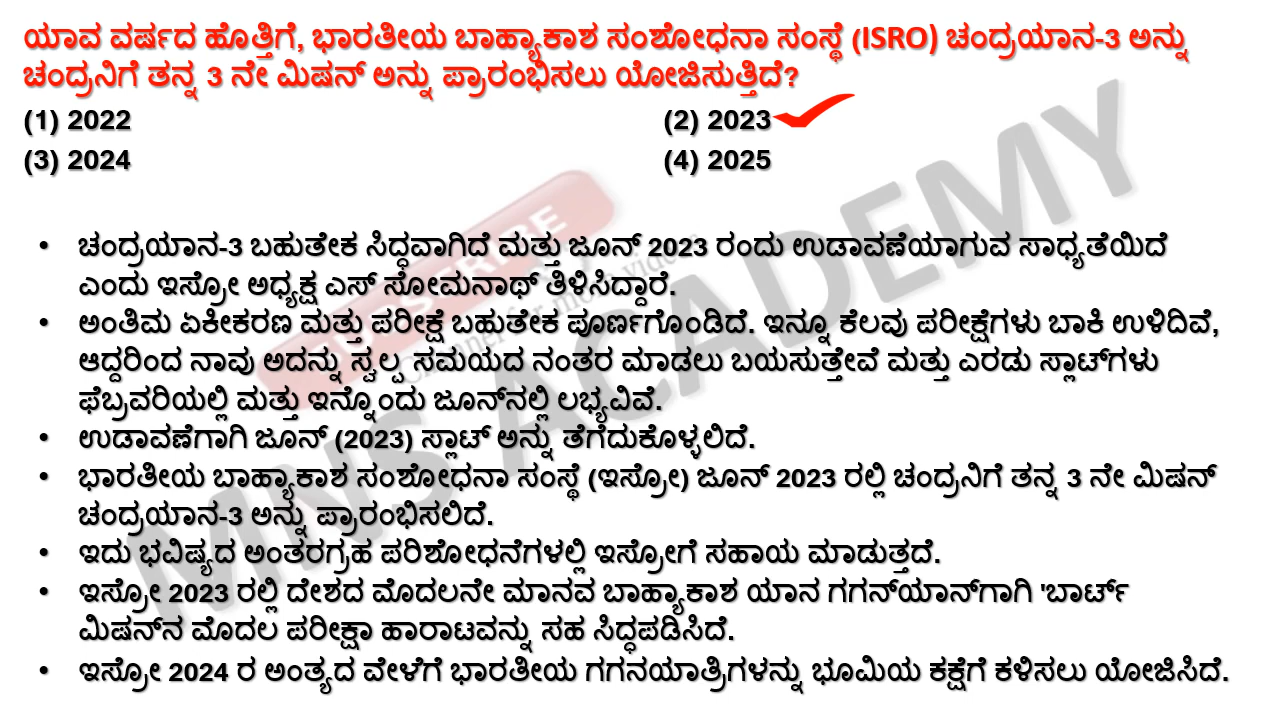 ಯಾವ ವರ್ಷದ ಹೊತ್ತಿಗೆ, ಭಾರತೀಯ ಬಾಹ್ಯಾಕಾಶ ಸಂಶೋಧನಾ ಸಂಸ್ಥೆ (ISRO) ಚಂದ್ರಯಾನ-3 ಅನ್ನು
ಚಂದ್ರನಿಗೆ ತನ್ನ 3 ನೇ ಮಿಷನ್ ಅನ್ನು ಪ್ರಾರಂಭಿಸಲು ಯೋಜಿಸುತ್ತಿದೆ?
(1) 2022 (2) 2023
(3) 2024 (4) 2025
• ಚಂದ್ರಯಾನ-3 ಬಹುತೇಕ ಸಿದ್ಧವಾಗಿದೆ ಮತ್ತು ಜೂನ್ 2023 ರಂದು ಉಡಾವಣೆಯಾಗುವ ಸಾಧ್ಯತೆಯಿದೆ
ಎಂದು ಇಸ್ರೋ ಅಧ್ಯಕ್ಷ ಎಸ್ ಸೋಮನಾಥ್ ತಿಳಿಸಿದ್ದಾರೆ.
• ಅಂತಿಮ ಏಕೀಕರಣ ಮತ್ತು ಪರೀಕ್ಷೆ ಬಹುತೇಕ ಪೂರ್ಣಗೊಂಡಿದೆ. ಇನ್ನೂ ಕೆಲವು ಪರೀಕ್ಷೆಗಳು ಬಾಕಿ ಉಳಿದಿವೆ,
ಆದ್ದರಿಂದ ನಾವು ಅದನ್ನು ಸ್ವಲ್ಪ ಸಮಯದ ನಂತರ ಮಾಡಲು ಬಯಸುತ್ತೇವೆ ಮತ್ತು ಎರಡು ಸ್ಲಾಟ್‌ಗಳು
ಫೆಬ್ರವರಿಯಲ್ಲಿ ಮತ್ತು ಇನ್ನೊಂದು ಜೂನ್‌ನಲ್ಲಿ ಲಭ್ಯವಿವೆ.
• ಉಡಾವಣೆಗಾಗಿ ಜೂನ್ (2023) ಸ್ಲಾಟ್ ಅನ್ನು ತೆಗೆದುಕೊಳ್ಳಲಿದೆ.
• ಭಾರತೀಯ ಬಾಹ್ಯಾಕಾಶ ಸಂಶೋಧನಾ ಸಂಸ್ಥೆ (ಇಸ್ರೋ) ಜೂನ್ 2023 ರಲ್ಲಿ ಚಂದ್ರನಿಗೆ ತನ್ನ 3 ನೇ ಮಿಷನ್
ಚಂದ್ರಯಾನ-3 ಅನ್ನು ಪ್ರಾರಂಭಿಸಲಿದೆ.
• ಇದು ಭವಿಷ್ಯದ ಅಂತರಗ್ರಹ ಪರಿಶೋಧನೆಗಳಲ್ಲಿ ಇಸ್ರೋಗೆ ಸಹಾಯ ಮಾಡುತ್ತದೆ.
• ಇಸ್ರೋ 2023 ರಲ್ಲಿ ದೇಶದ ಮೊದಲನೇ ಮಾನವ ಬಾಹ್ಯಾಕಾಶ ಯಾನ ಗಗನ್‌ಯಾನ್‌ಗಾಗಿ 'ಬಾರ್ಟ್
ಮಿಷನ್‌ನ ಮೊದಲ ಪರೀಕ್ಷಾ ಹಾರಾಟವನ್ನು ಸಹ ಸಿದ್ಧಪಡಿಸಿದೆ.
• ಇಸ್ರೋ 2024 ರ ಅಂತ್ಯದ ವೇಳೆಗೆ ಭಾರತೀಯ ಗಗನಯಾತ್ರಿಗಳನ್ನು ಭೂಮಿಯ ಕಕ್ಷೆಗೆ ಕಳಿಸಲು ಯೋಜಿಸಿದೆ.
MNS ACADEMY